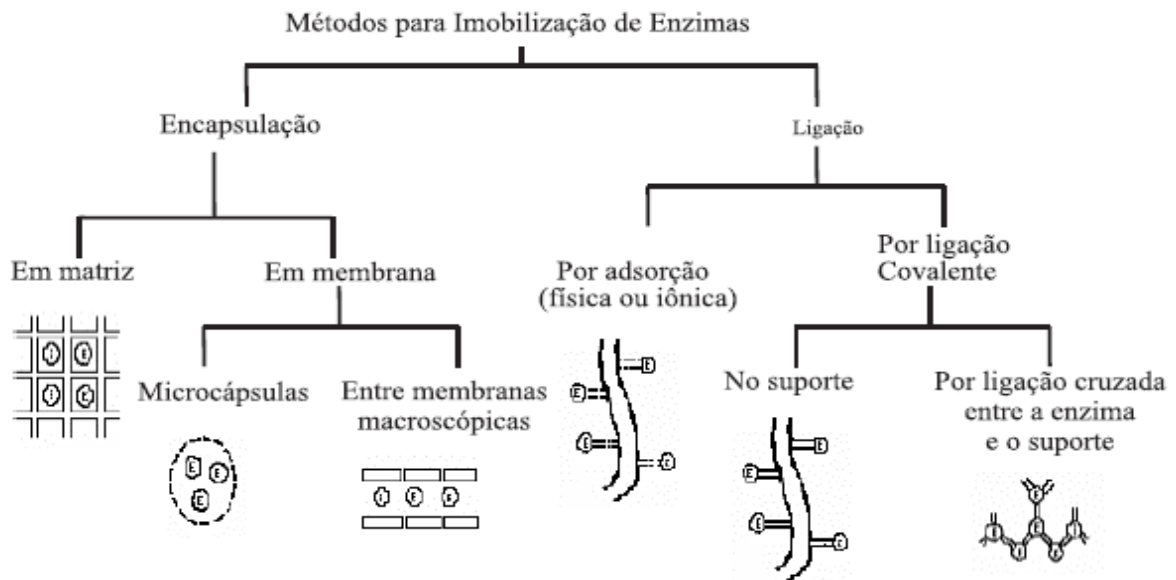 Métodos para Imobilização de Enzimas
Encapsulação
Ligação
Em matriz
Em membrana
Por adsorção
(física ou iônica)
Por ligação
Covalente
Microcápsulas
Entre membranas
macroscópicas
No suporte
Por ligação cruzada
entre a enzima
e o suporte
E
E
E
E
E
E
E
E
E
E
E